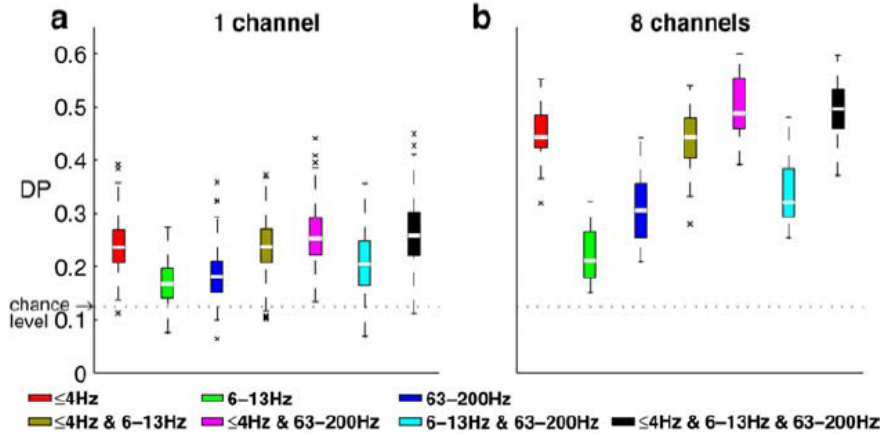 a 1 channel b 8 channels
0.6
0.5
0.4
DP
0.3
0.2
chance
level
0.1
0
≤4Hz 6–13Hz 63–200Hz
≤4Hz & 6–13Hz ≤4Hz & 63–200Hz 6–13Hz & 63–200Hz ≤4Hz & 6–13Hz & 63–200Hz